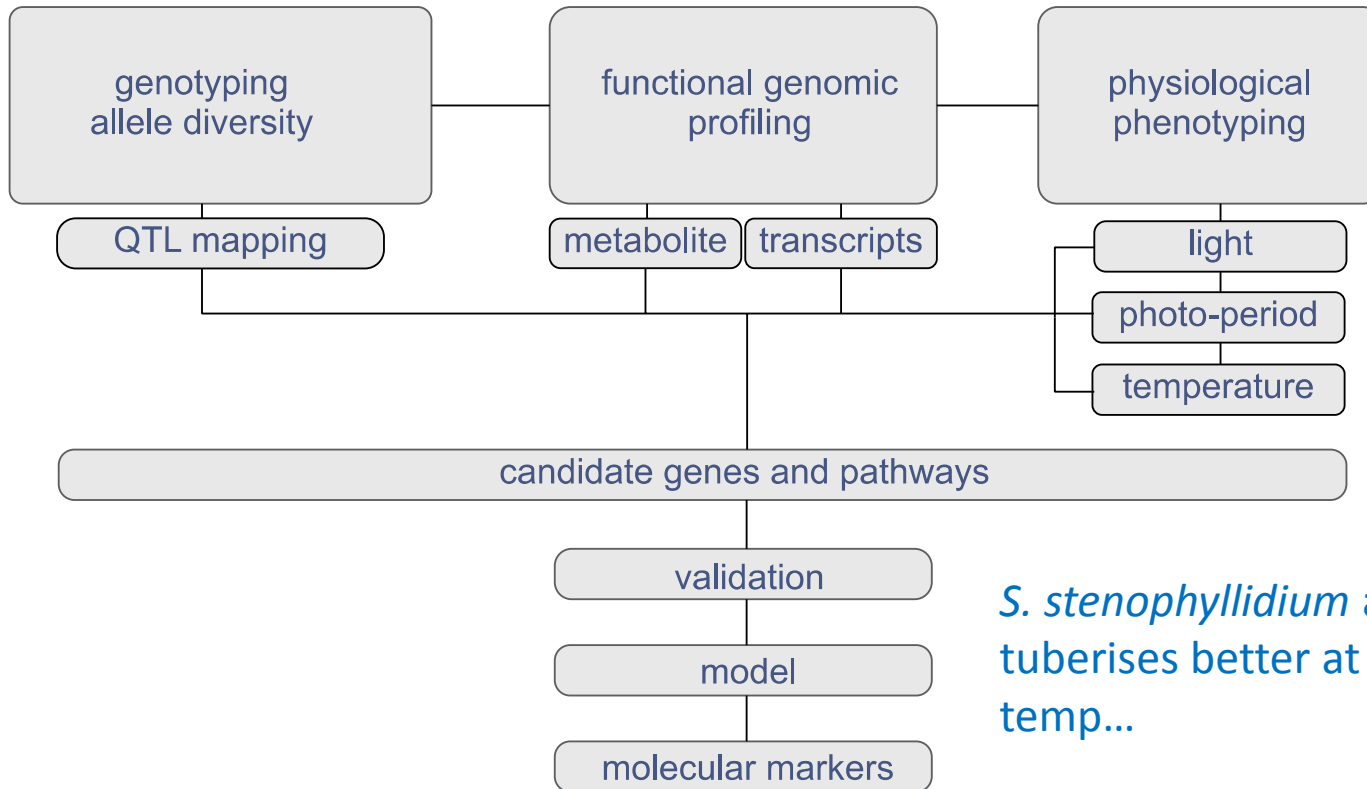 genotyping
allele diversity
functional genomic
profiling
physiological
phenotyping
QTL mapping
metabolite
transcripts
light
photo-period
temperature
candidate genes and pathways
validation
model
molecular markers
S. stenophyllidium
tuberises better at
temp...